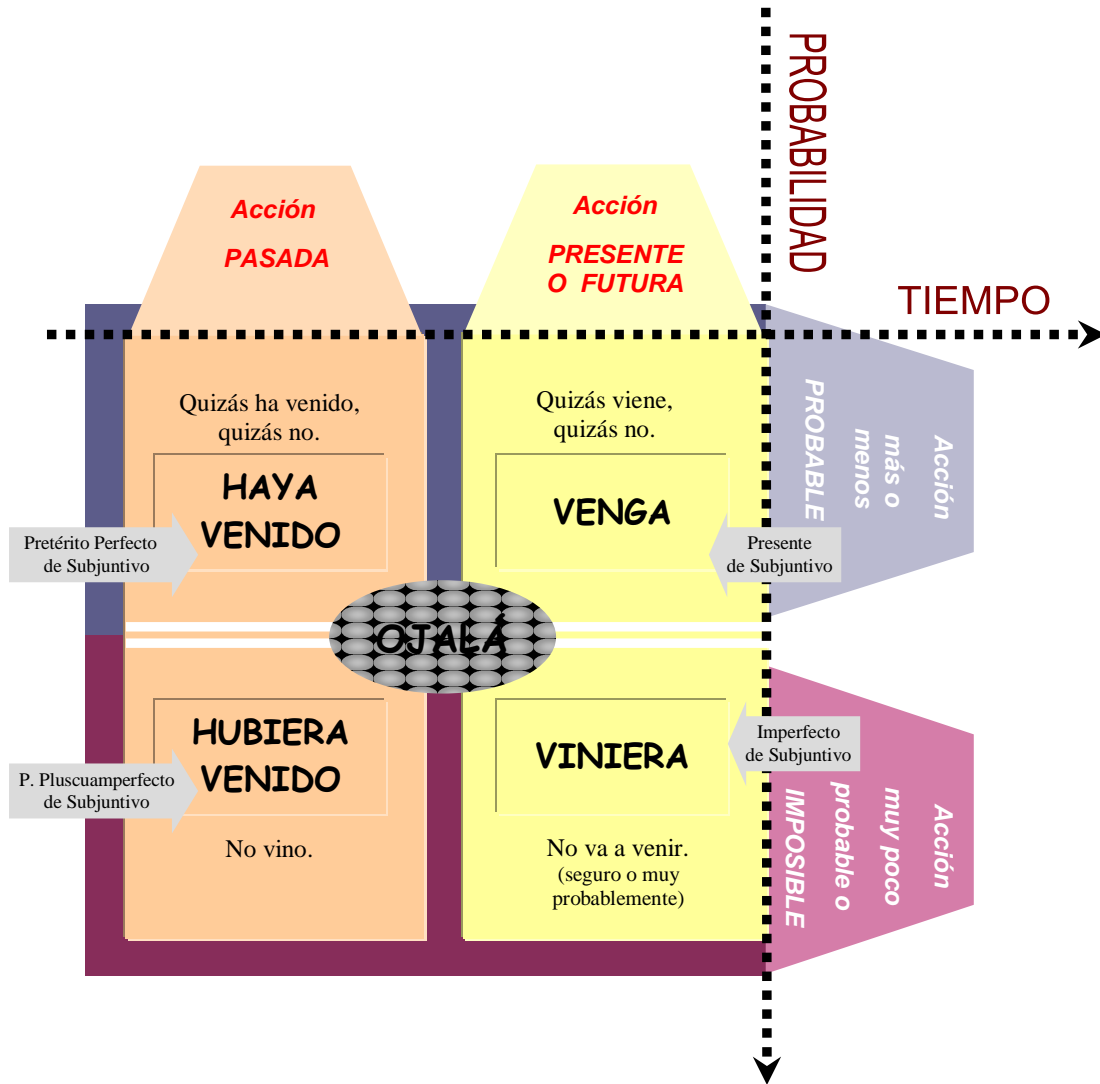 PROBABILIDAD
TIEMPO
Acción
PASADA
Acción
PRESENTE
O FUTURA
Quizás ha venido,
quizás no.
HAYA
VENIDO
Pretérito Perfecto
de Subjuntivo
Quizás viene,
quizás no.
VENGA
Presente
de Subjuntivo
Acción
más o
menos
PROBABLE
OJALÁ
HUBIERA
VENIDO
P. Pluscuamperfecto
de Subjuntivo
No vino.
VINIERA
Imperfecto
de Subjuntivo
No va a venir.
(seguro o muy
probablemente)
Acción
muy poco
probable o
IMPOSIBLE